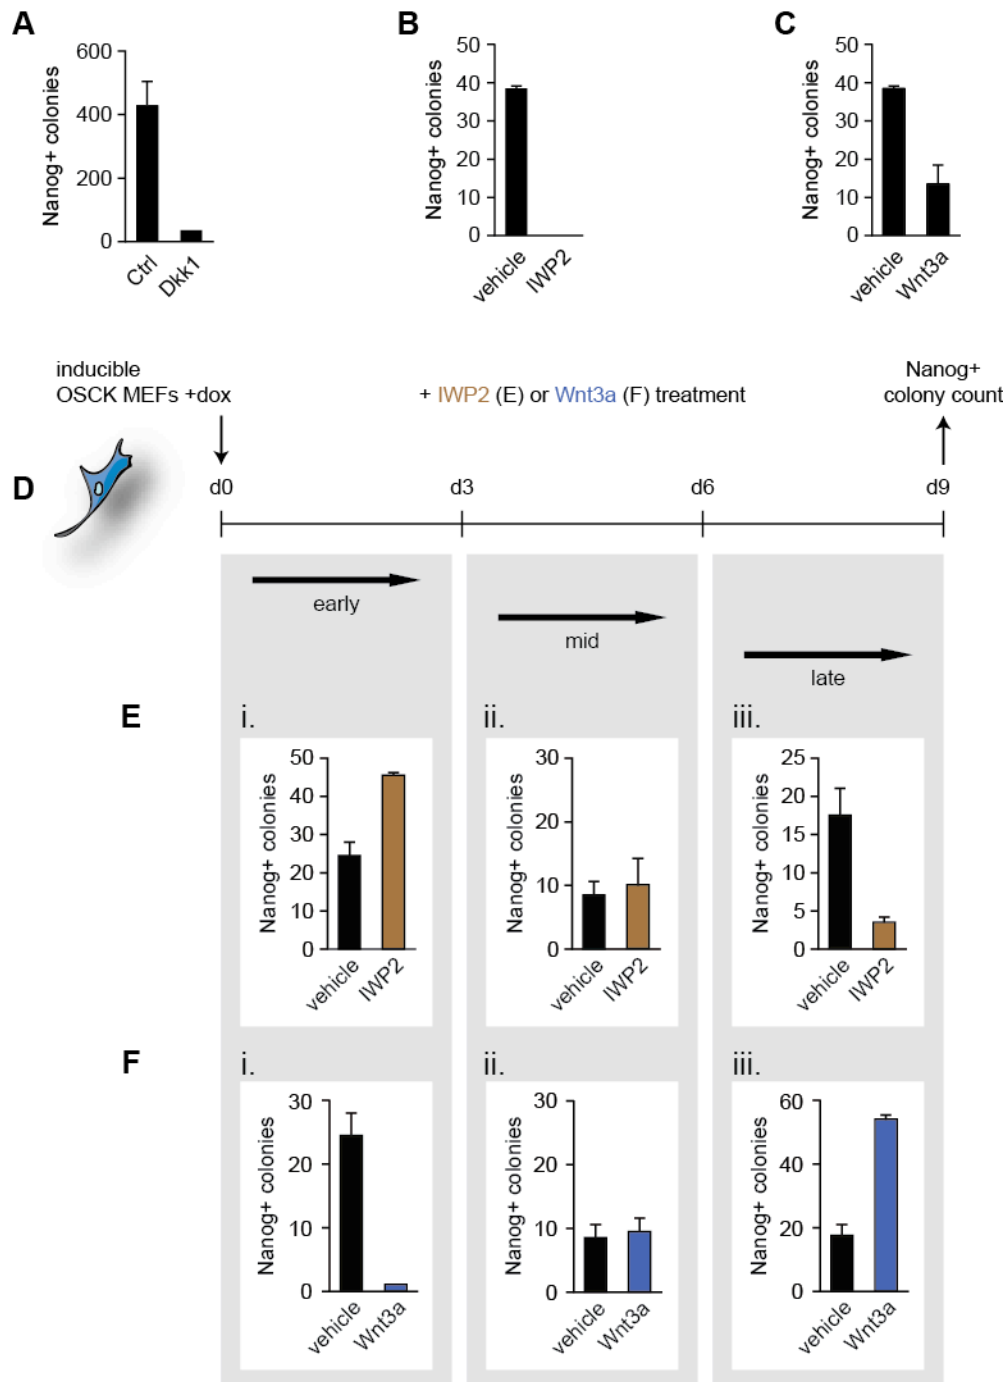 A
Nanog+ colonies
600
400
200
0
Ctrl
Dkk1
B
Nanog+ colonies
50
40
30
20
10
0
vehicle
IWP2
C
Nanog+ colonies
50
40
30
20
10
0
vehicle
Wnt3a
inducible
OSCK MEFs +dox
+ IWP2 (E) or Wnt3a (F) treatment
Nanog+
colony count
D
d0
d3
d6
d9
early
mid
late
E
i.
Nanog+ colonies
50
40
30
20
10
0
vehicle
IWP2
ii.
Nanog+ colonies
30
20
10
0
vehicle
IWP2
iii.
Nanog+ colonies
25
20
15
10
5
0
vehicle
IWP2
F
i.
Nanog+ colonies
30
20
10
0
vehicle
Wnt3a
ii.
Nanog+ colonies
30
20
10
0
vehicle
Wnt3a
iii.
Nanog+ colonies
60
40
20
0
vehicle
Wnt3a